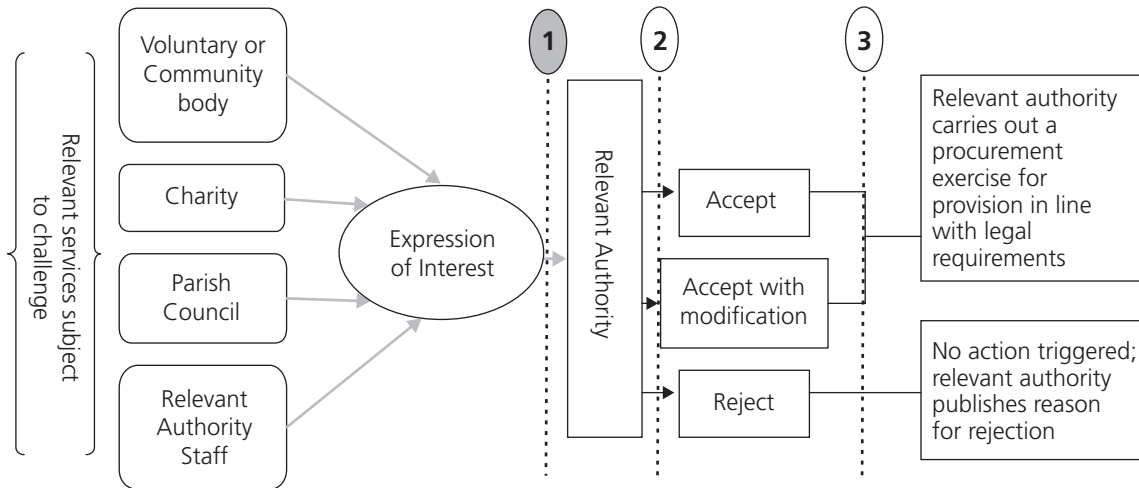 Relevant services subject
to challenge
Voluntary or
Community
body
Charity
Parish
Council
Relevant
Authority
Staff
Expression
of Interest
1
Relevant Authority
2
Accept
Accept with
modification
Reject
3
Relevant authority
carries out a
procurement
exercise for
provision in line
with legal
requirements
No action triggered;
relevant authority
publishes reason
for rejection